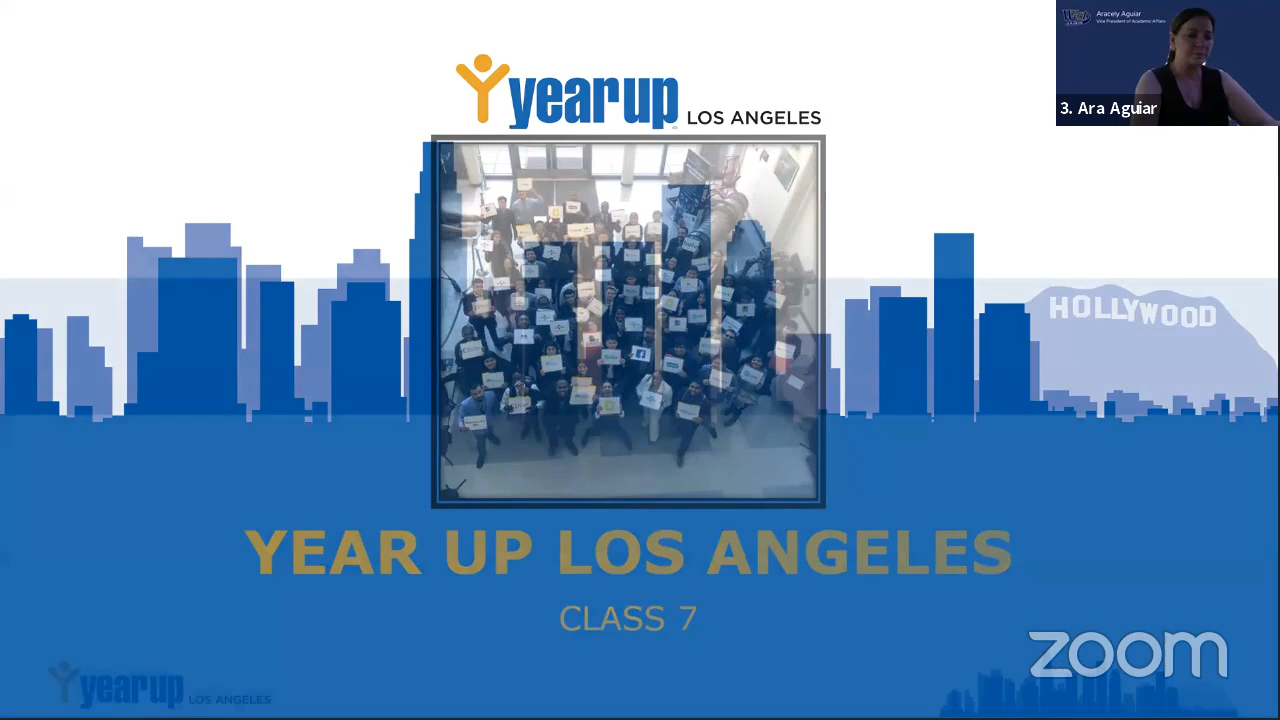 yearup LOS ANGELES
Aracely Aguiar
Vice President of Academic Affairs
3. Ara Aguiar
HOLLYWOOD
YEAR UP LOS ANGELES
CLASS 7
zoom
yearup LOS ANGELES